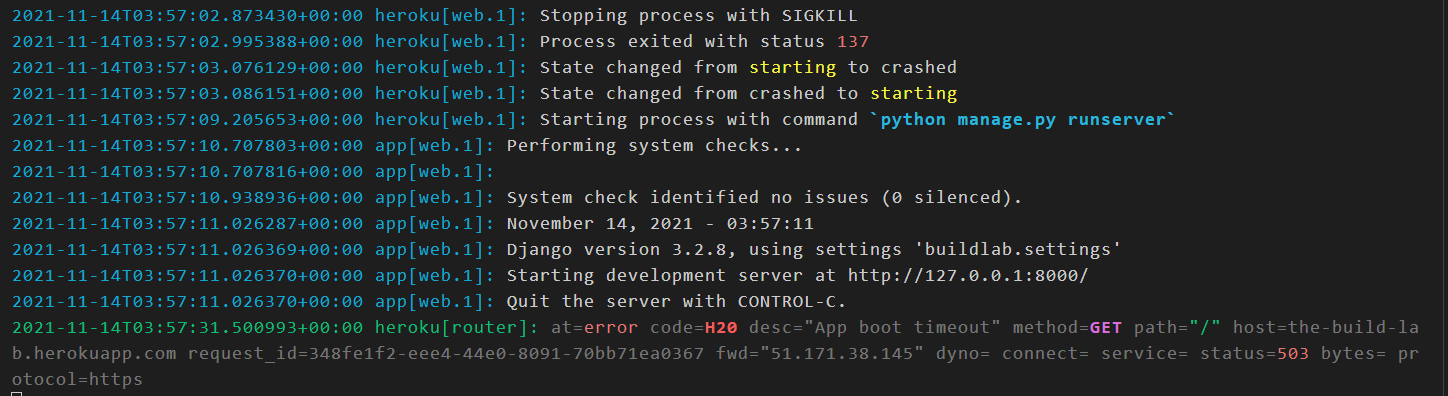 2021-11-14T03:57:02.873430+00:00 heroku[web.1]: Stopping process with SIGKILL
2021-11-14T03:57:02.995388+00:00 heroku[web.1]: Process exited with status 137
2021-11-14T03:57:03.076129+00:00 heroku[web.1]: State changed from starting to crashed
2021-11-14T03:57:03.086151+00:00 heroku[web.1]: State changed from crashed to starting
2021-11-14T03:57:09.205653+00:00 heroku[web.1]: Starting process with command `python manage.py runserver`
2021-11-14T03:57:10.707803+00:00 app[web.1]: Performing system checks...
2021-11-14T03:57:10.707816+00:00 app[web.1]:
2021-11-14T03:57:10.938936+00:00 app[web.1]: System check identified no issues (0 silenced).
2021-11-14T03:57:11.026287+00:00 app[web.1]: November 14, 2021 - 03:57:11
2021-11-14T03:57:11.026369+00:00 app[web.1]: Django version 3.2.8, using settings 'buildlab.settings'
2021-11-14T03:57:11.026370+00:00 app[web.1]: Starting development server at http://127.0.0.1:8000/
2021-11-14T03:57:11.026370+00:00 app[web.1]: Quit the server with CONTROL-C.
2021-11-14T03:57:31.500993+00:00 heroku[router]: at=error code=H20 desc="App boot timeout" method=GET path="/" host=the-build-la
b.herokuapp.com request_id=348fe1f2-eee4-44e0-8091-70bb71ea0367 fwd="51.171.38.145" dyno= connect= service= status=503 bytes= pr
otocol=https